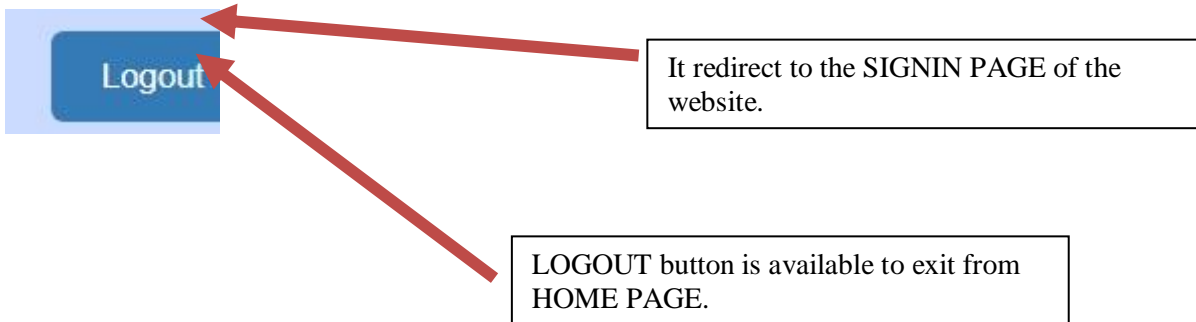 Logout
It redirect to the SIGNIN PAGE of the
website.
LOGOUT button is available to exit from
HOME PAGE.